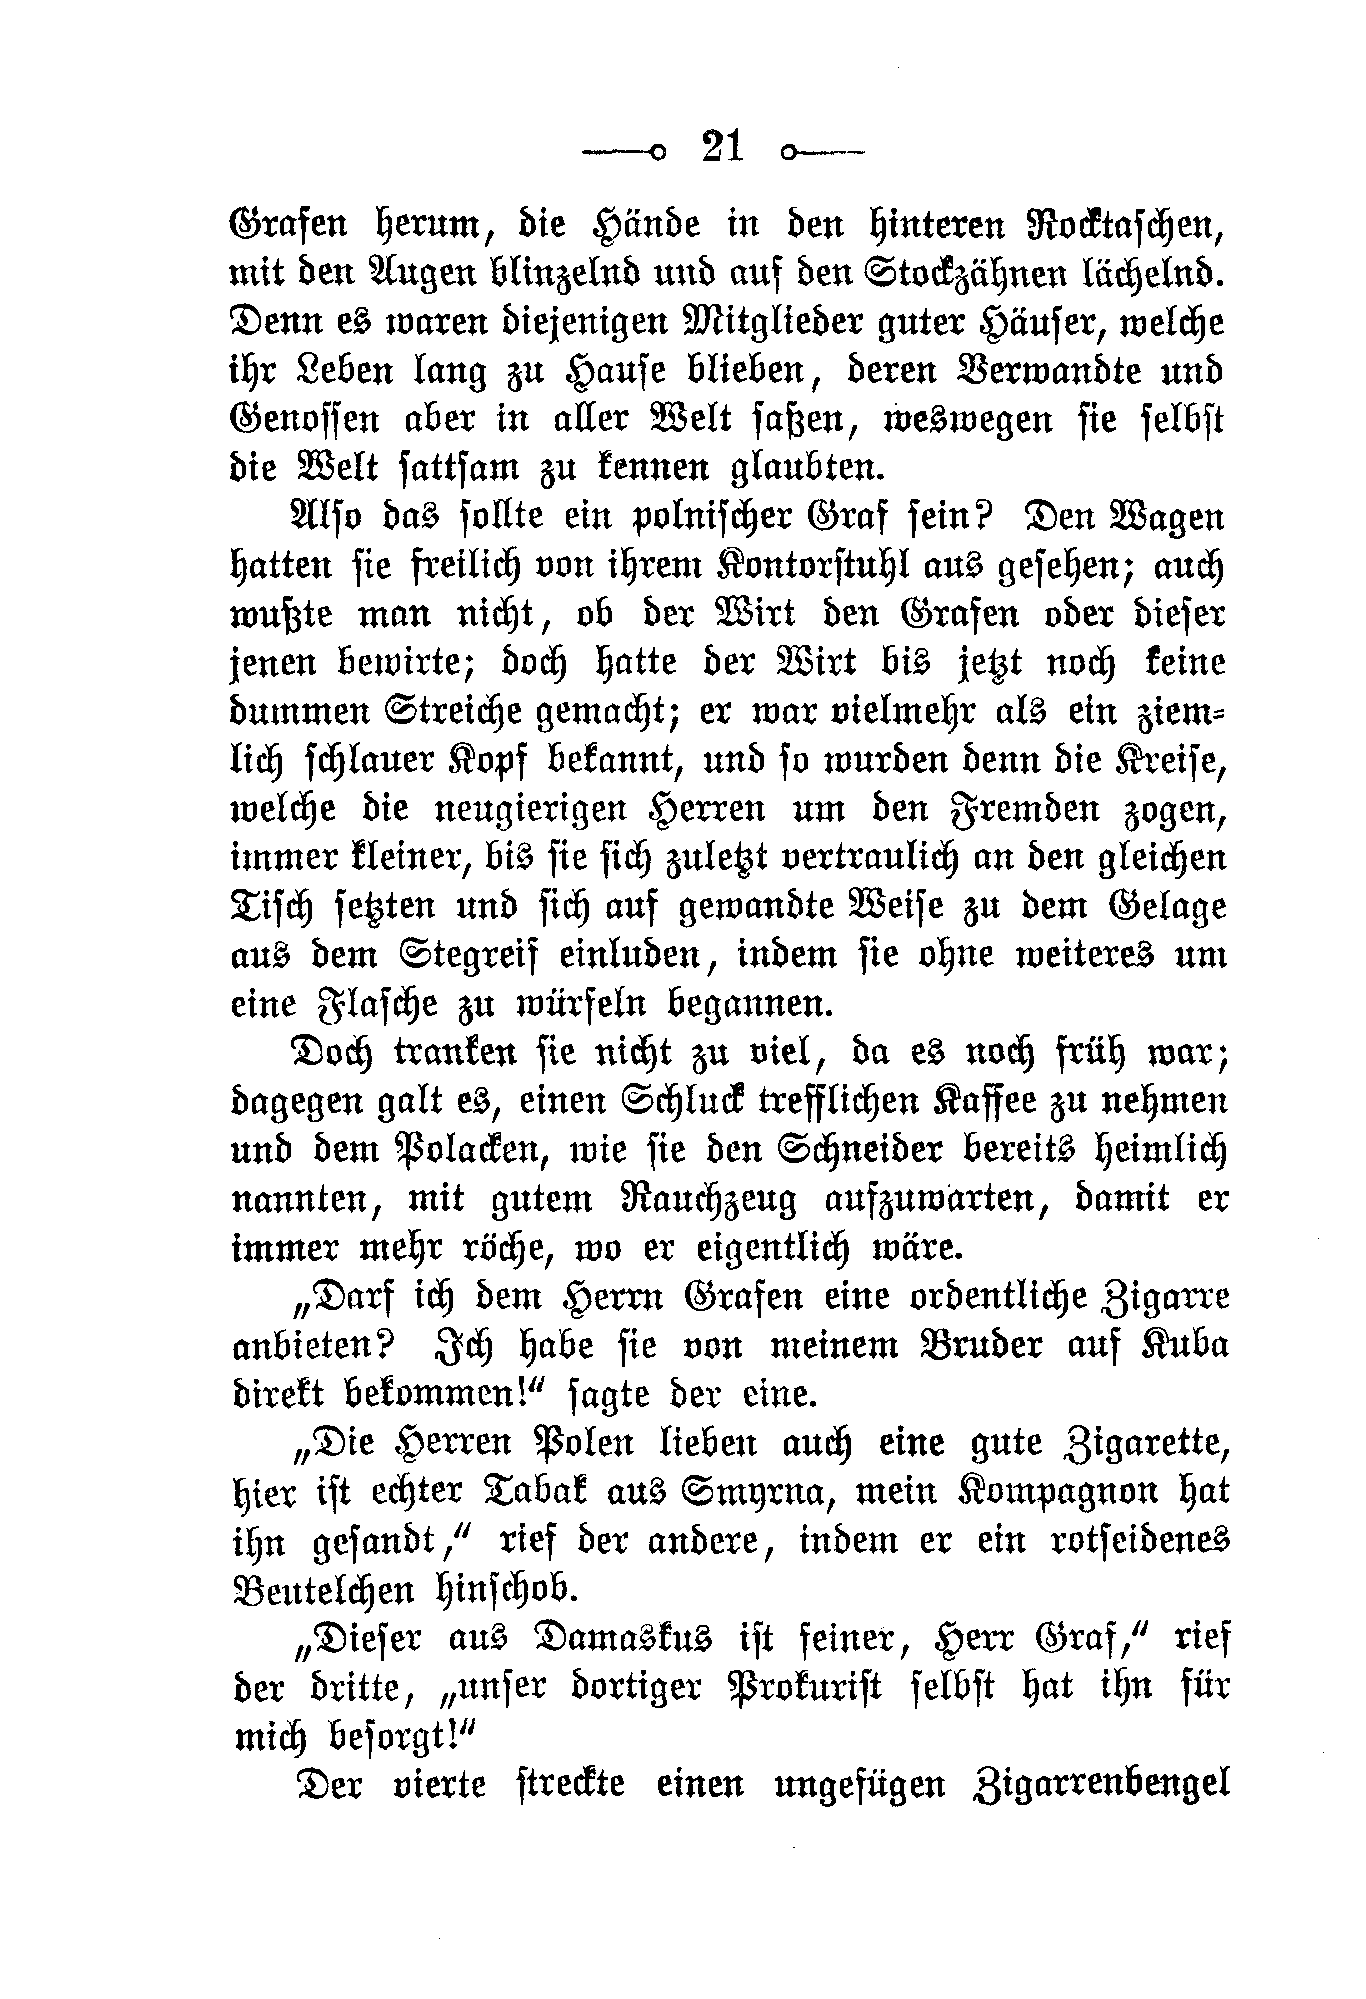 21
Grafen herum, die Hände in den hinteren Rocktaschen,
mit den Augen blinzelnd und auf den Stockzähnen lächelnd.
Denn es waren diejenigen Mitglieder guter Häuser, welche
ihr Leben lang zu Hause blieben, deren Verwandte und
Genossen aber in aller Welt saßen, weswegen sie selbst
die Welt sattsam zu kennen glaubten.
Also das sollte ein polnischer Graf sein? Den Wagen
hatten sie freilich von ihrem Kontorstuhl aus gesehen; auch
wußte man nicht, ob der Wirt den Grafen oder dieser
jenen bewirte; doch hatte der Wirt bis jetzt noch keine
dummen Streiche gemacht; er war vielmehr als ein ziem-
lich schlauer Kopf bekannt, und so wurden denn die Kreise,
welche die neugierigen Herren um den Fremden zogen,
immer kleiner, bis sie sich zuletzt vertraulich an den gleichen
Tisch setzten und sich auf gewandte Weise zu dem Gelage
aus dem Stegreif einluden, indem sie ohne weiteres um
eine Flasche zu würfeln begannen.
Doch tranken sie nicht zu viel, da es noch früh war;
dagegen galt es, einen Schluck trefflichen Kaffee zu nehmen
und dem Polacken, wie sie den Schneider bereits heimlich
nannten, mit gutem Rauchzeug aufzuwarten, damit er
immer mehr röche, wo er eigentlich wäre.
„Darf ich dem Herrn Grafen eine ordentliche Zigarre
anbieten? Ich habe sie von meinem Bruder auf Kuba
direkt bekommen!“ sagte der eine.
„Die Herren Polen lieben auch eine gute Zigarette,
hier ist echter Tabak aus Smyrna, mein Kompagnon hat
ihn gesandt,“ rief der andere, indem er ein rotseidenes
Beutelchen hinschob.
„Dieser aus Damaskus ist feiner, Herr Graf,“ rief
der dritte, „unser dortiger Prokurist selbst hat ihn für
mich besorgt!“
Der vierte streckte einen ungefügen Zigarrenbengel